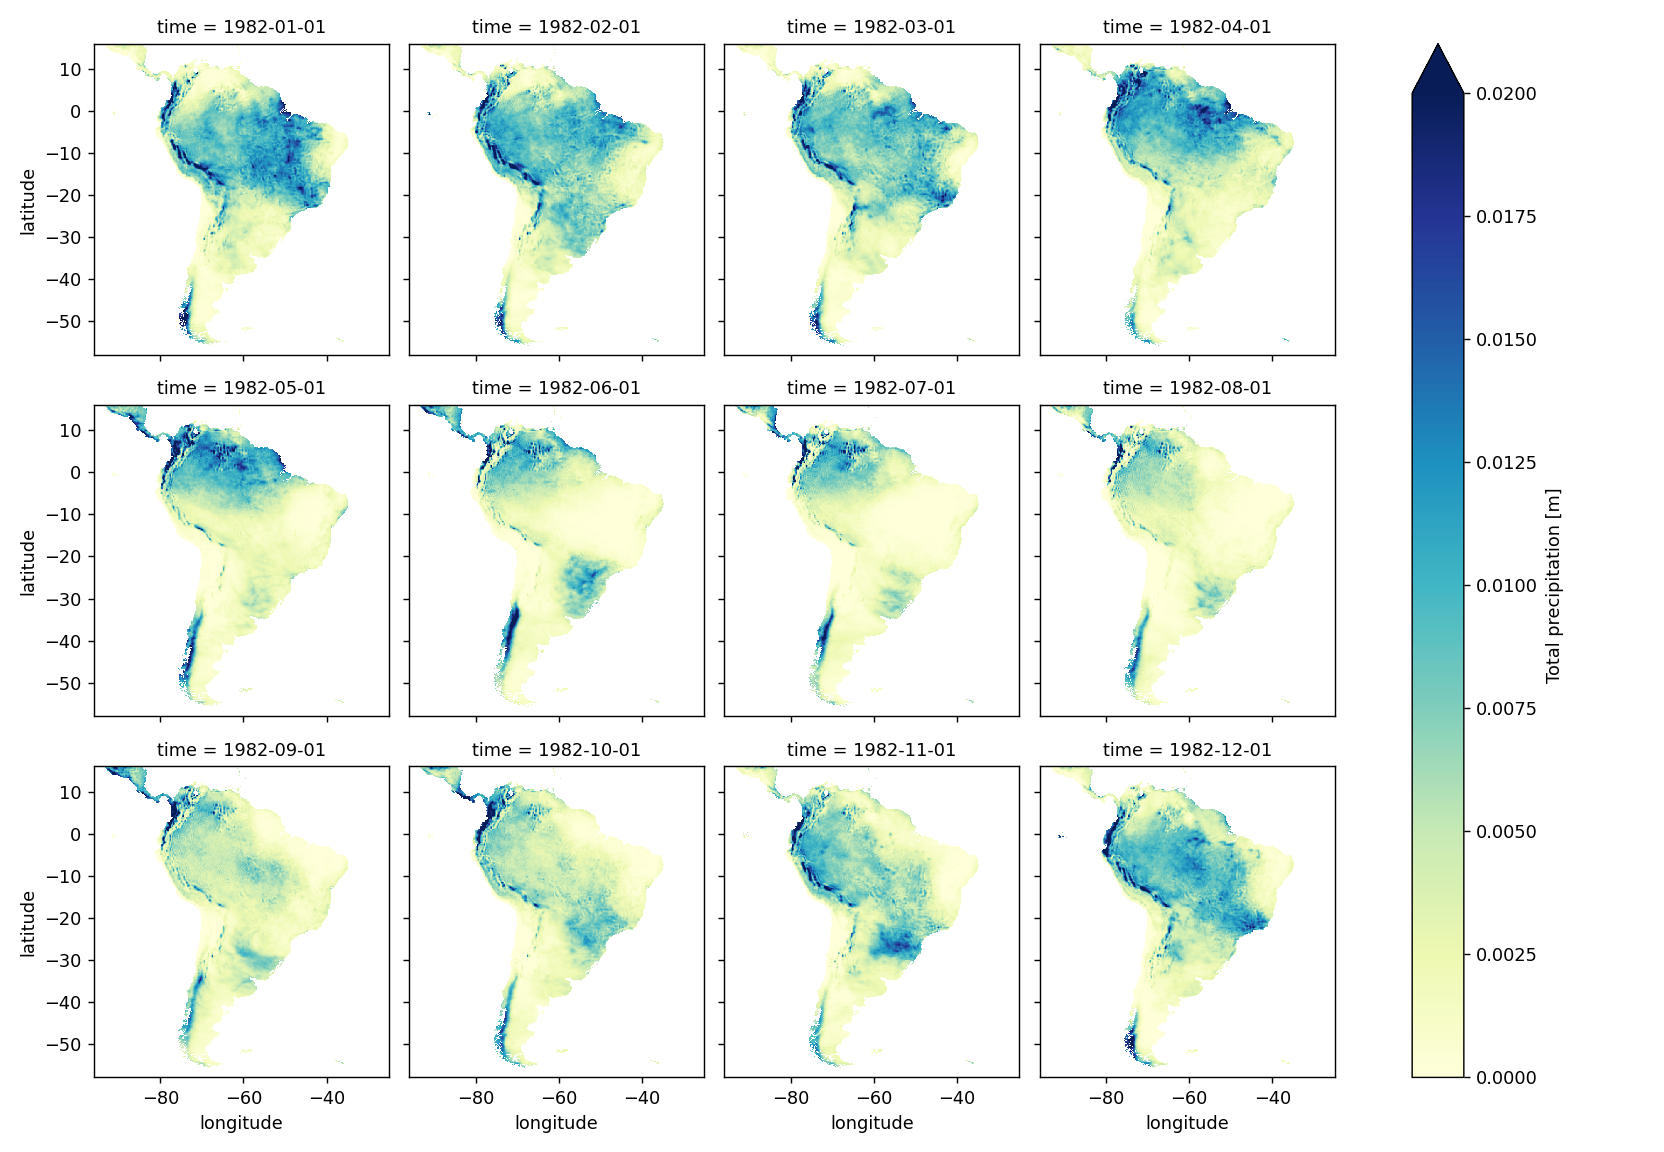 time = 1982-01-01
time = 1982-02-01
time = 1982-03-01
time = 1982-04-01
10
0
−10
−20
−30
−40
−50
latitude
−80
−60
−40
time = 1982-05-01
time = 1982-06-01
time = 1982-07-01
time = 1982-08-01
10
0
−10
−20
−30
−40
−50
latitude
time = 1982-09-01
time = 1982-10-01
time = 1982-11-01
time = 1982-12-01
10
0
−10
−20
−30
−40
−50
latitude
−80 −60 −40
−80 −60 −40
−80 −60 −40
−80 −60 −40
longitude
longitude
longitude
longitude
0.0200
0.0175
0.0150
0.0125
0.0100
0.0075
0.0050
0.0025
0.0000
Total precipitation [m]